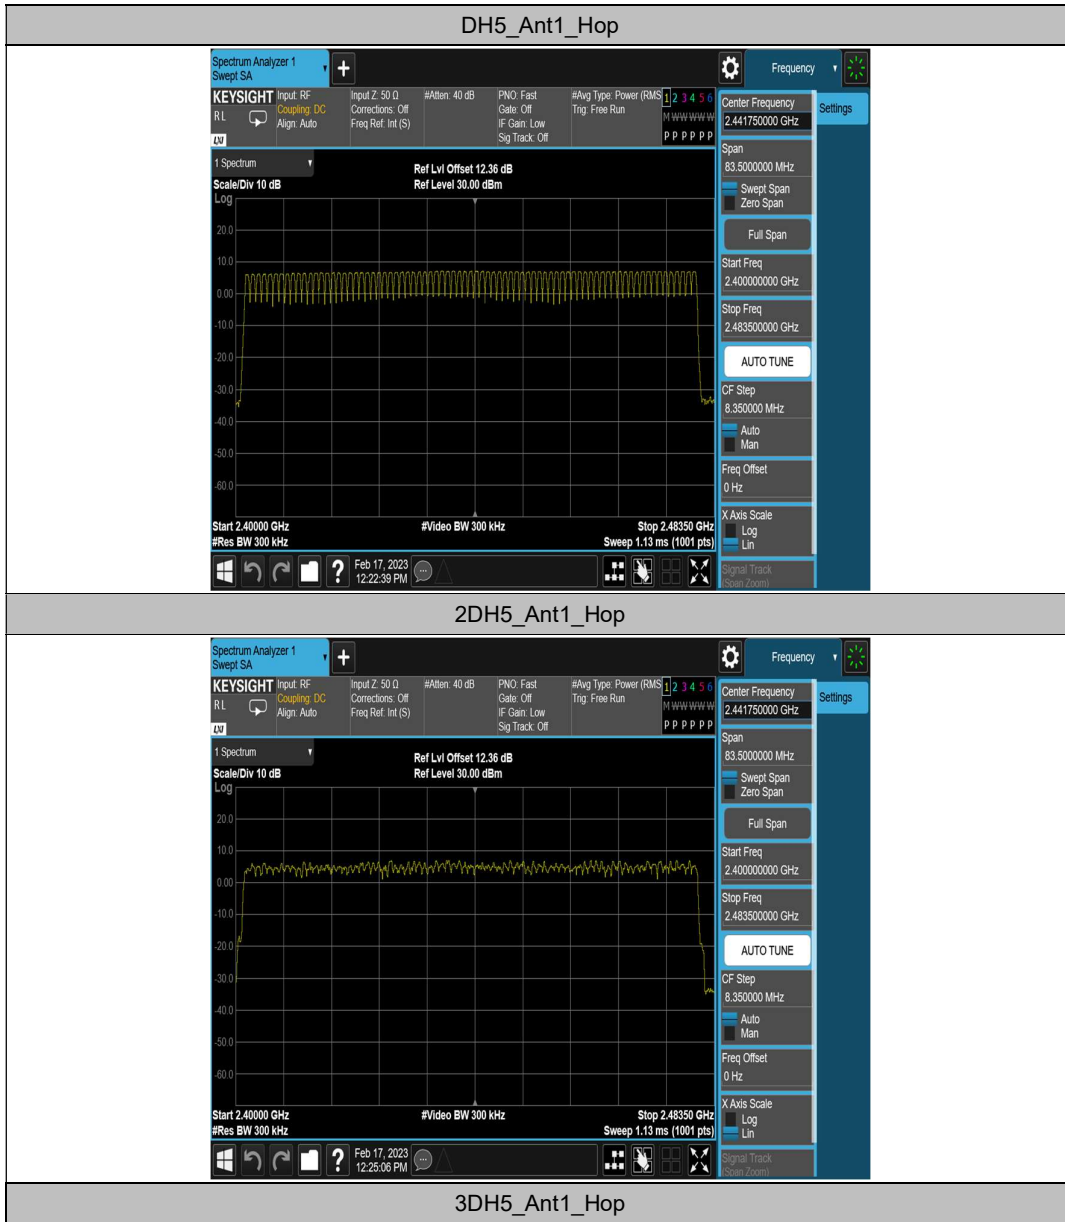 DH5_Ant1_Hop
Spectrum Analyzer 1
Swept SA
Frequency
KEYSIGHT
RL
LXI
Input: RF
Coupling: DC
Align: Auto
Input Z: 50 Ω
Corrections: Off
Freq Ref: Int (S)
#Atten: 40 dB
PNO: Fast
Gate: Off
IF Gain: Low
Sig Track: Off
#Avg Type: Power (RMS
Trig: Free Run
1 2 3 4 5 6
M W W W W W
P P P P P P
1 Spectrum
Scale/Div 10 dB
Ref Lvl Offset 12.36 dB
Ref Level 30.00 dBm
Log
20.0
10.0
0.00
-10.0
-20.0
-30.0
-40.0
-50.0
-60.0
Start 2.40000 GHz
#Res BW 300 kHz
#Video BW 300 kHz
Stop 2.48350 GHz
Sweep 1.13 ms (1001 pts)
Feb 17, 2023
12:22:39 PM
Center Frequency
2.441750000 GHz
Settings
Span
83.5000000 MHz
Swept Span
Zero Span
Full Span
Start Freq
2.400000000 GHz
Stop Freq
2.483500000 GHz
AUTO TUNE
CF Step
8.350000 MHz
Auto
Man
Freq Offset
0 Hz
X Axis Scale
Log
Lin
Signal Track
(Span Zoom)
2DH5_Ant1_Hop
Spectrum Analyzer 1
Swept SA
Frequency
KEYSIGHT
RL
LXI
Input: RF
Coupling: DC
Align: Auto
Input Z: 50 Ω
Corrections: Off
Freq Ref: Int (S)
#Atten: 40 dB
PNO: Fast
Gate: Off
IF Gain: Low
Sig Track: Off
#Avg Type: Power (RMS
Trig: Free Run
1 2 3 4 5 6
M W W W W W
P P P P P P
1 Spectrum
Scale/Div 10 dB
Ref Lvl Offset 12.36 dB
Ref Level 30.00 dBm
Log
20.0
10.0
0.00
-10.0
-20.0
-30.0
-40.0
-50.0
-60.0
Start 2.40000 GHz
#Res BW 300 kHz
#Video BW 300 kHz
Stop 2.48350 GHz
Sweep 1.13 ms (1001 pts)
Feb 17, 2023
12:25:06 PM
Center Frequency
2.441750000 GHz
Settings
Span
83.5000000 MHz
Swept Span
Zero Span
Full Span
Start Freq
2.400000000 GHz
Stop Freq
2.483500000 GHz
AUTO TUNE
CF Step
8.350000 MHz
Auto
Man
Freq Offset
0 Hz
X Axis Scale
Log
Lin
Signal Track
(Span Zoom)
3DH5_Ant1_Hop